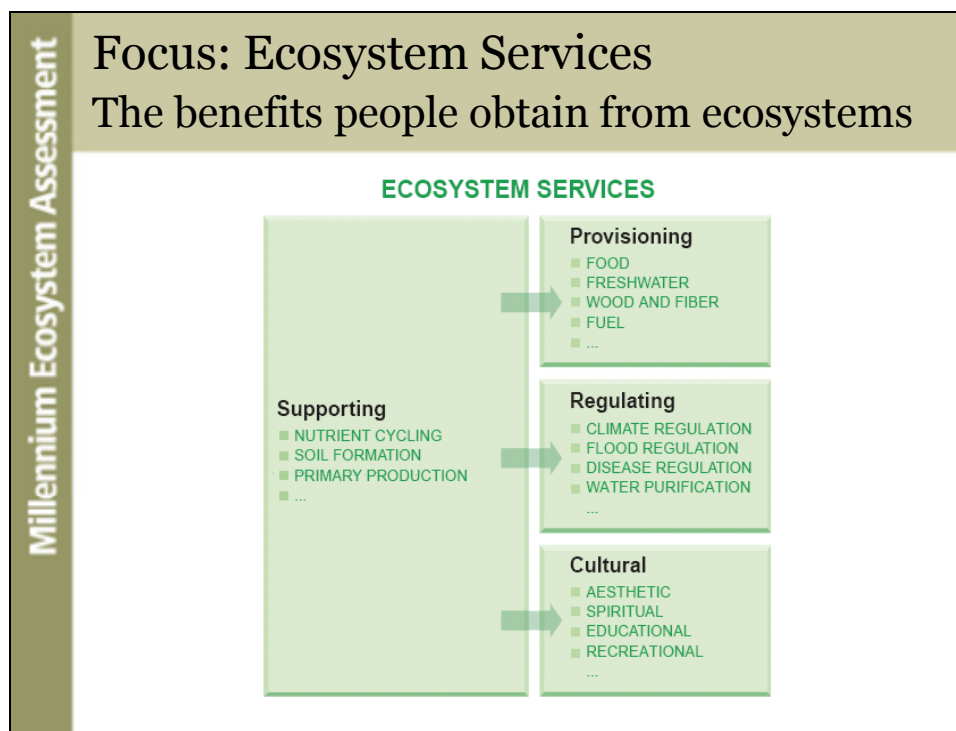 Millennium Ecosystem Assessment
Focus: Ecosystem Services
The benefits people obtain from ecosystems
ECOSYSTEM SERVICES
Supporting
NUTRIENT CYCLING
SOIL FORMATION
PRIMARY PRODUCTION
...
Provisioning
FOOD
FRESHWATER
WOOD AND FIBER
FUEL
...
Regulating
CLIMATE REGULATION
FLOOD REGULATION
DISEASE REGULATION
WATER PURIFICATION
...
Cultural
AESTHETIC
SPIRITUAL
EDUCATIONAL
RECREATIONAL
...